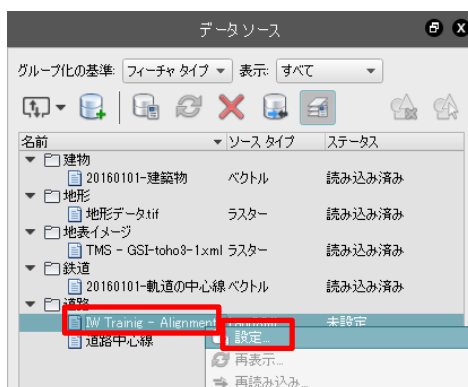 データ ソース
グループ化の基準: フィーチャ タイプ 表示: すべて
名前 ソース タイプ ステータス
建物
20160101-建築物 ベクトル 読み込み済み
地形
地形データ.tif ラスター 読み込み済み
地表イメージ
TMS - GSI-toho3-1.xml ラスター 読み込み済み
鉄道
20160101-軌道の中心線 ベクトル 読み込み済み
道路
IW Trainig - Alignment 未設定
設定...
道路中心線
再表示...
再読み込み...